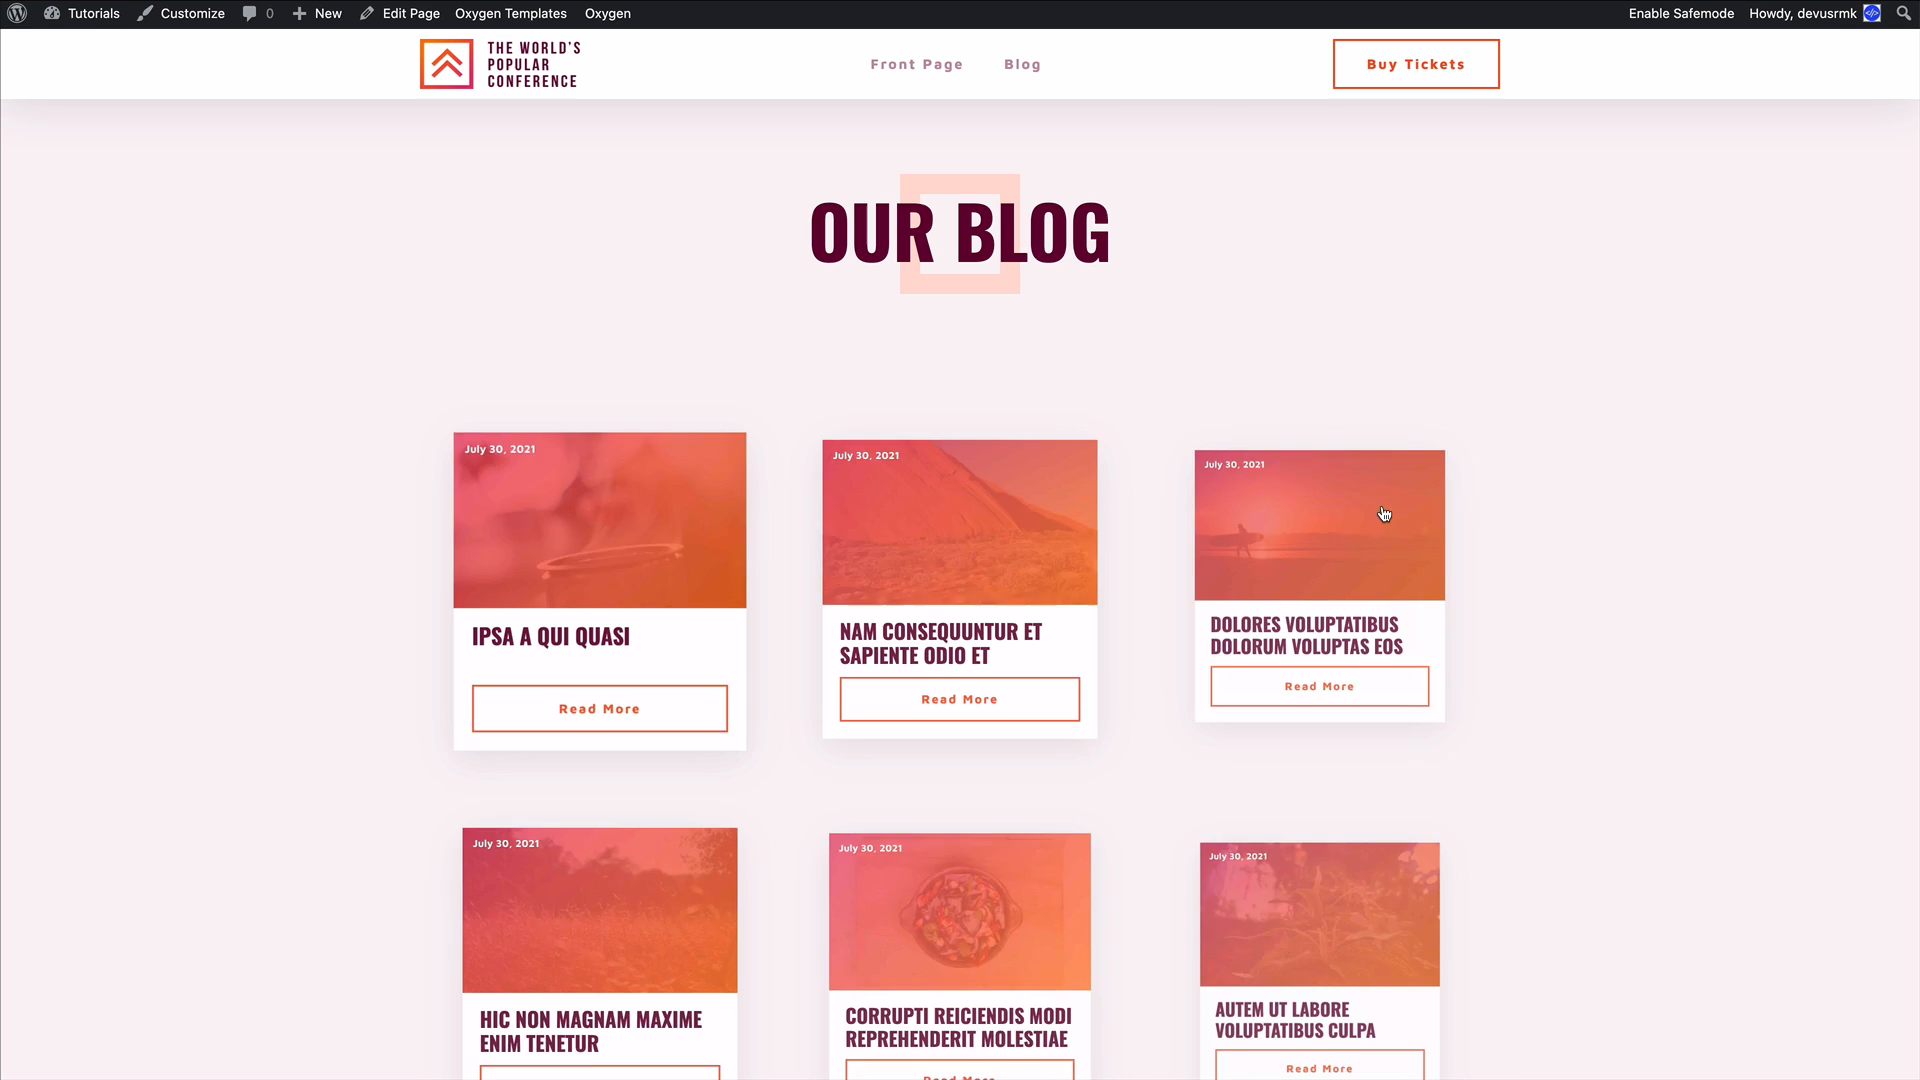 Tutorials Customize 0 New Edit Page Oxygen Templates Oxygen Enable Safemode Howdy, devusrmk
THE WORLD'S
POPULAR
CONFERENCE
Front Page Blog
Buy Tickets
OUR BLOG
July 30, 2021
IPSA A QUI QUASI
Read More
July 30, 2021
NAM CONSEQUUNTUR ET
SAPIENTE ODIO ET
Read More
July 30, 2021
DOLORES VOLUPTATIBUS
DOLORUM VOLUPTAS EOS
Read More
July 30, 2021
HIC NON MAGNAM MAXIME
ENIM TENETUR
July 30, 2021
CORRUPTI REICIENDIS MODI
REPREHENDERIT MOLESTIAE
Read More
July 30, 2021
AUTEM UT LABORE
VOLUPTATIBUS CULPA
Read More